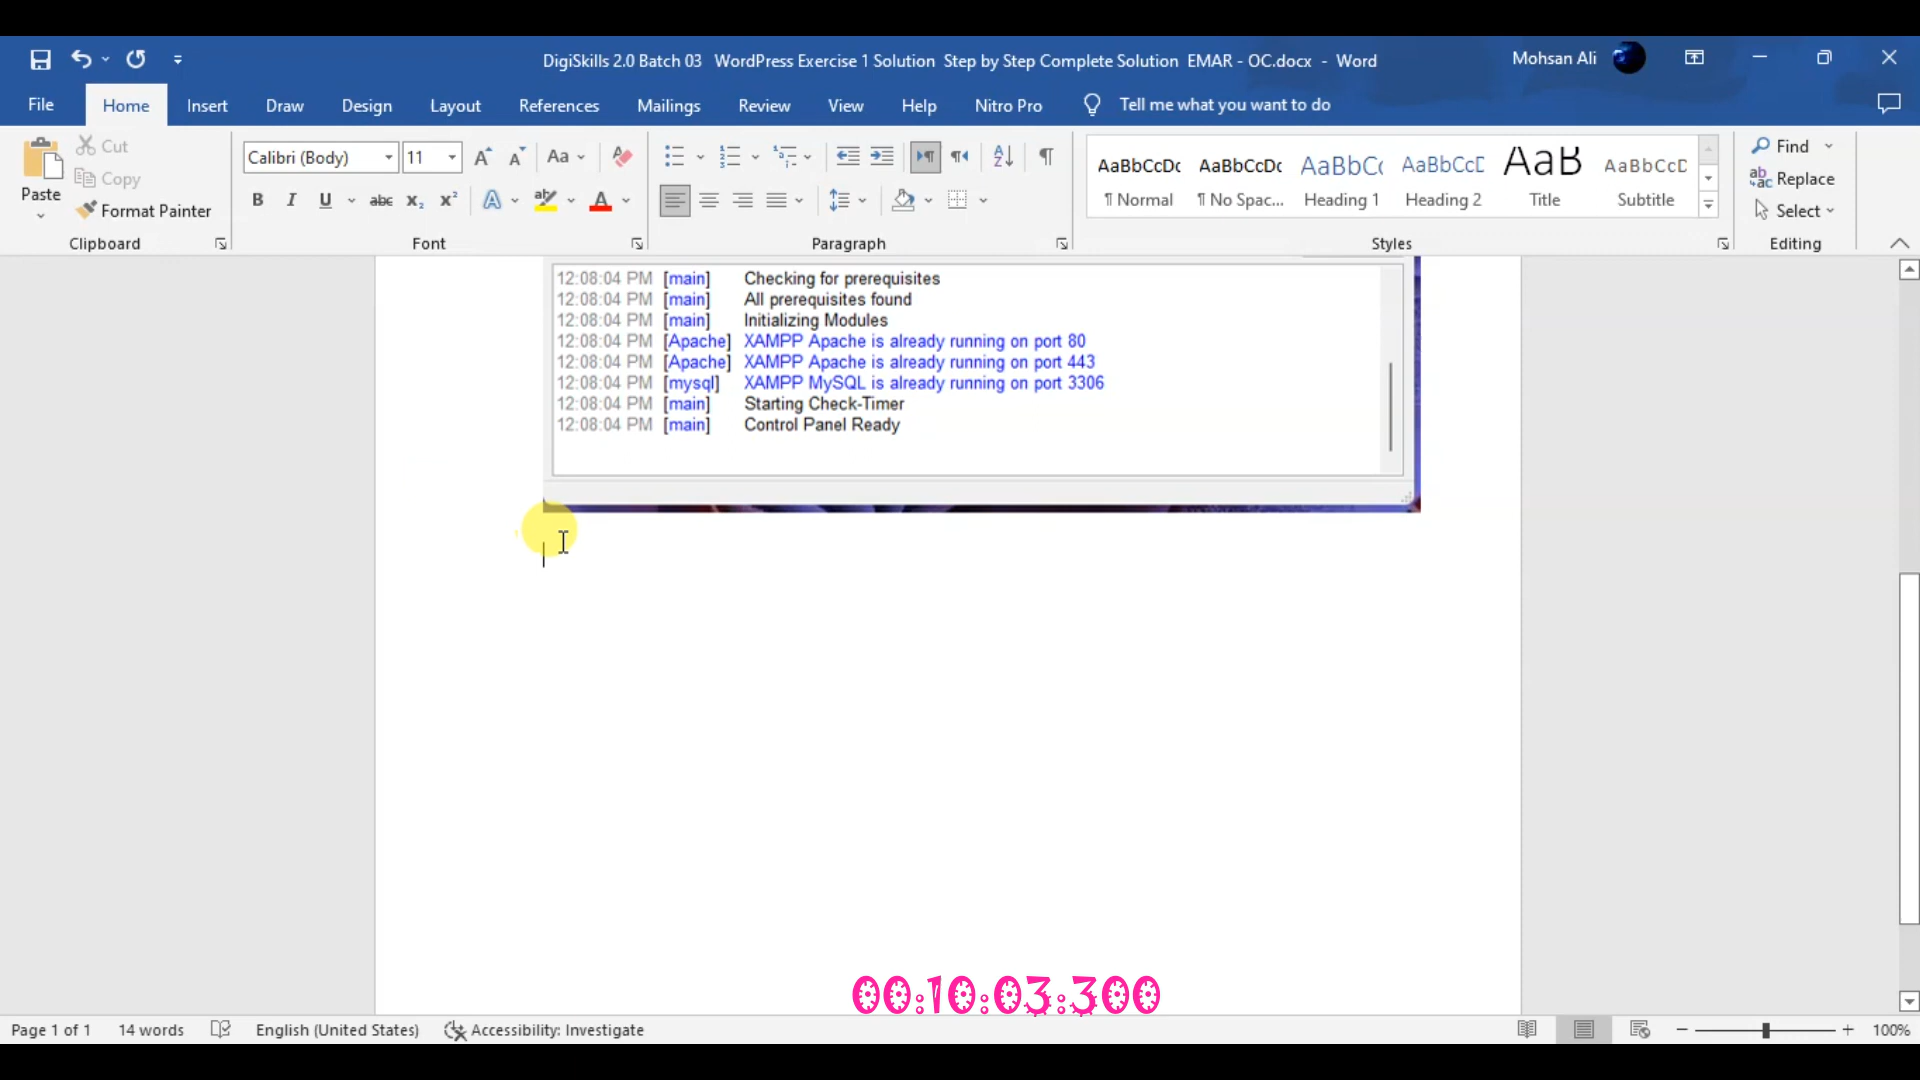 DigiSkills 2.0 Batch 03 WordPress Exercise 1 Solution Step by Step Complete Solution EMAR - OC.docx - Word
Mohsan Ali
File Home Insert Draw Design Layout References Mailings Review View Help Nitro Pro Tell me what you want to do
Paste
Cut
Copy
Format Painter
Clipboard
Calibri (Body) 11 Aa
B I U abc x₂ x² A ab A
Font
Paragraph
AaBbCcDc AaBbCcDc AaBbC AaBbCcD AaB AaBbCcD
¶ Normal ¶ No Spac... Heading 1 Heading 2 Title Subtitle
Styles
Find
Replace
Select
Editing
12:08:04 PM [main] Checking for prerequisites
12:08:04 PM [main] All prerequisites found
12:08:04 PM [main] Initializing Modules
12:08:04 PM [Apache] XAMPP Apache is already running on port 80
12:08:04 PM [Apache] XAMPP Apache is already running on port 443
12:08:04 PM [mysql] XAMPP MySQL is already running on port 3306
12:08:04 PM [main] Starting Check-Timer
12:08:04 PM [main] Control Panel Ready
00:10:03:300
Page 1 of 1 14 words English (United States) Accessibility: Investigate 100%